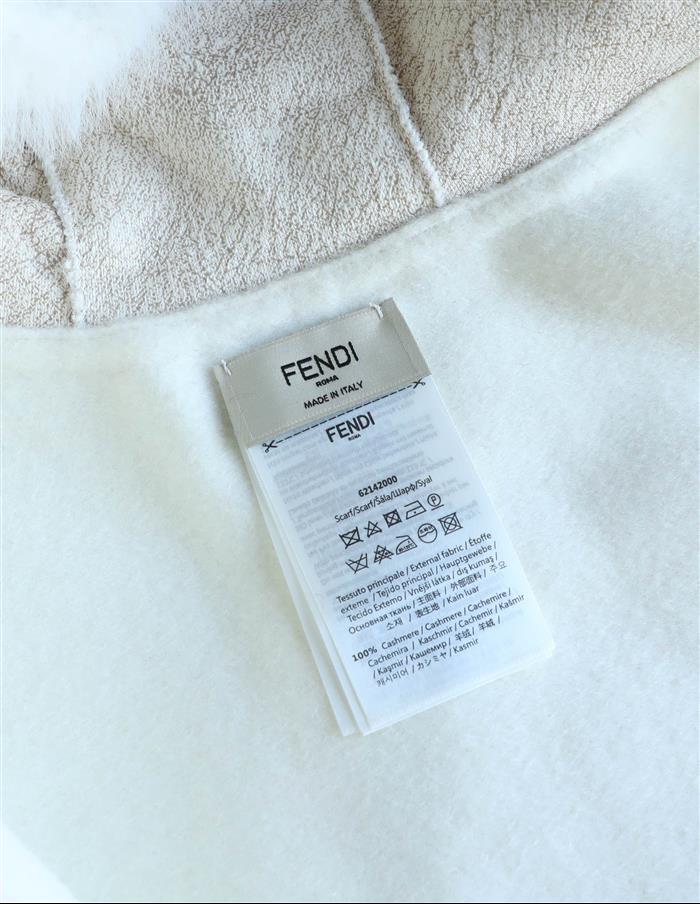 FENDI
ROMA
MADE IN ITALY
FENDI
ROMA
62142000
Scarf/Scarf/Šāla/Шарф/Syal
Tessuto principale / External fabric / Étoffe
externe / Tejido principal / Hauptgewebe /
Tecido Externo / Vnější látka / dış kumaş /
Основная ткань / 主面料 / 外部面料 / 주요
소재 / 表生地 / Kain luar
100% Cashmere / Cashmere / Cachemire /
Cachemira / Kaschmir / Cachemir / Kašmír
/ Kaşmir / Кашемир / 羊绒 / 羊絨 /
캐시미어 / カシミヤ / Kasmir